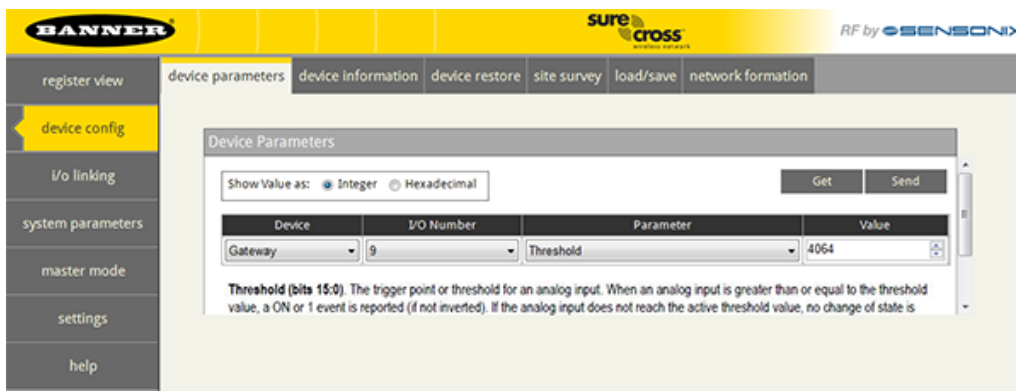 BANNER
sure cross
wireless network
RF by SENSONIX
register view
device config
i/o linking
system parameters
master mode
settings
help
device parameters device information device restore site survey load/save network formation
Device Parameters
Show Value as: Integer Hexadecimal
Get Send
Device I/O Number Parameter Value
Gateway 9 Threshold 4064
Threshold (bits 15:0). The trigger point or threshold for an analog input. When an analog input is greater than or equal to the threshold
value, a ON or 1 event is reported (if not inverted). If the analog input does not reach the active threshold value, no change of state is